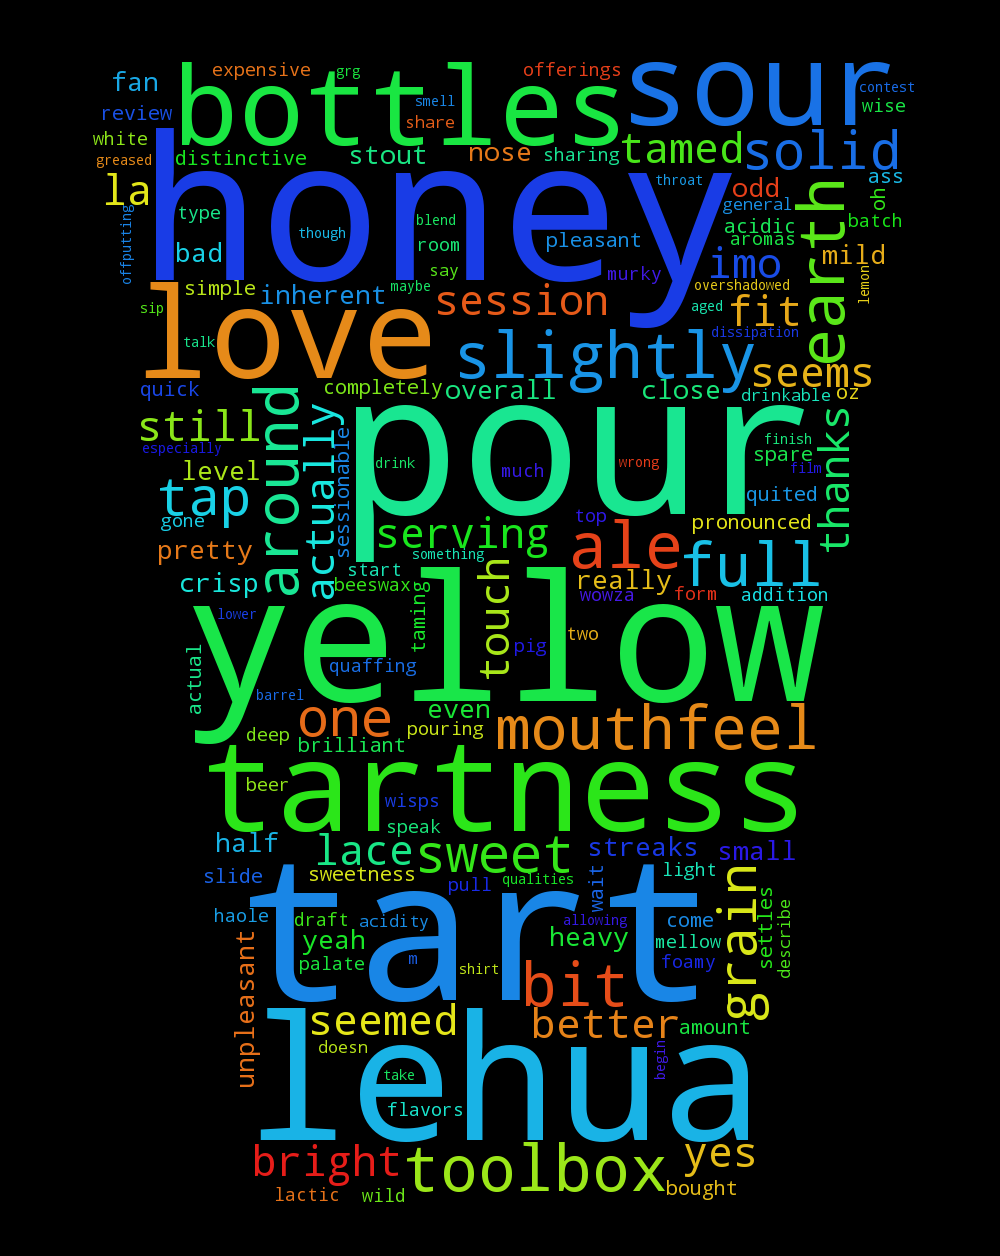 bottles
sour
expensive
grg
offerings
fan
smell
contest
review
share
wise
white
greased
distinctive
stout
nose
sharing
tamed
solid
la
honey
throat
odd
ass
type
general
oh
though
blend
acidic
batch
offputting
bad
room
pleasant
aromas
earth
say
murky
imo
mild
simple
inherent
maybe
overshadowed
lemon
sip
love
session
aged
fit
talk
slightly
dissipation
seems
quick
completely
overall
close
drinkable
oz
still
around
actually
pour
thanks
especially
sessionable
finish
level
drink
much
wrong
spare
film
tap
quited
gone
top
pronounced
pretty
serving
ale
full
something
crisp
start
beeswax
touch
really
wowza
form
addition
lower
yellow
taming
two
pig
actual
quaffing
barrel
one
even
mouthfeel
deep
brilliant
pouring
tartness
beer
wisps
speak
half
lace
sweet
streaks
small
slide
sweetness
pull
qualities
wait
light
tart
grain
haole
draft
acidity
allowing
come
settles
describe
yeah
heavy
mellow
palate
m
shirt
foamy
unpleasant
bit
seemed
better
amount
doesn
lehua
begin
take
flavors
bright
toolbox
yes
lactic
wild
bought